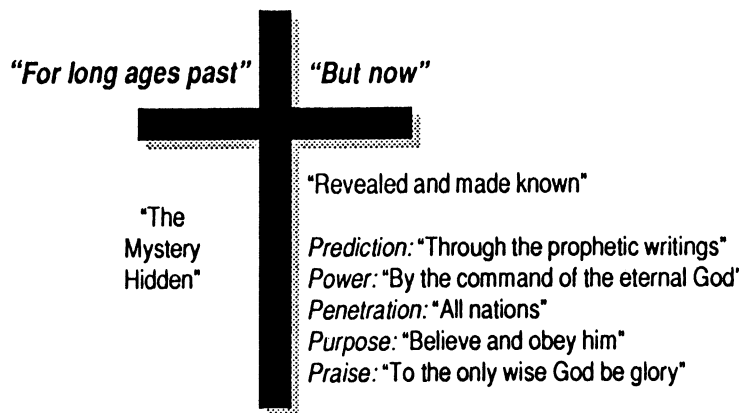 “For long ages past” “But now”
"Revealed and made known"
"The
Mystery
Hidden"
Prediction: "Through the prophetic writings"
Power: "By the command of the eternal God'
Penetration: "All nations"
Purpose: "Believe and obey him"
Praise: "To the only wise God be glory"